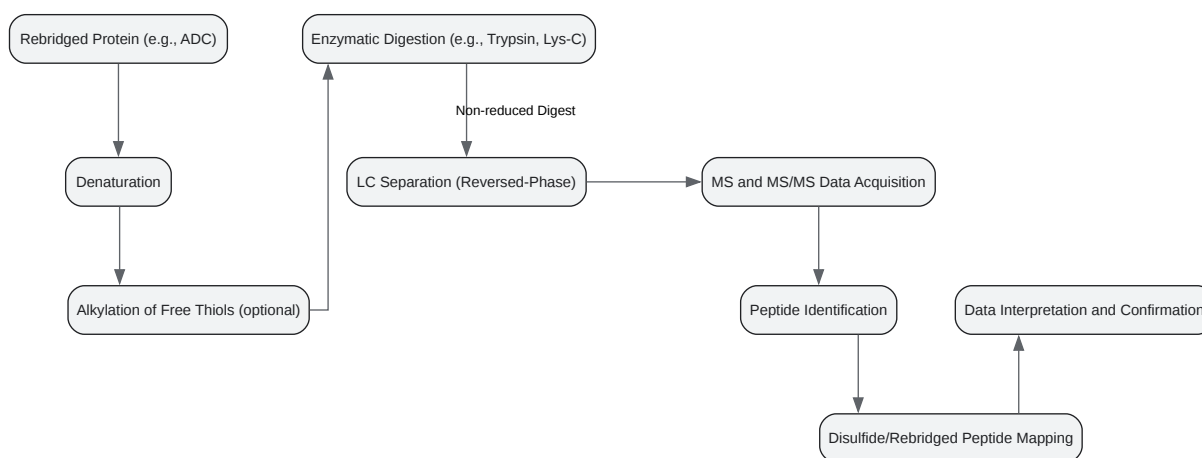 Rebridged Protein (e.g., ADC)
Enzymatic Digestion (e.g., Trypsin, Lys-C)
Non-reduced Digest
Denaturation
LC Separation (Reversed-Phase)
MS and MS/MS Data Acquisition
Alkylation of Free Thiols (optional)
Peptide Identification
Data Interpretation and Confirmation
Disulfide/Rebridged Peptide Mapping